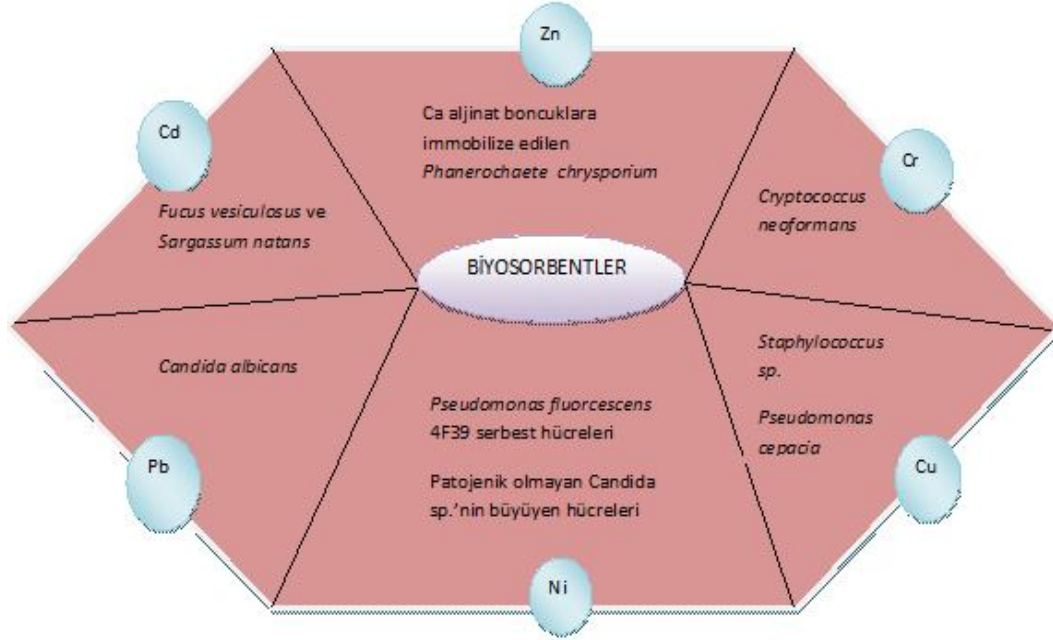 Zn
Cd
Cr
Ca aljinat boncuklara
immobilize edilen
Phanerochaete chrysporium
Cryptococcus
neoformans
Fucus vesiculosus ve
Sargassum natans
BİYOSORBENTLER
Candida albicans
Staphylococcus
sp.
Pseudomonas
cepacia
Pseudomonas fluorcescens
4F39 serbest hücreleri
Patojenik olmayan Candida
sp.'nin büyüyen hücreleri
Pb
Cu
Ni